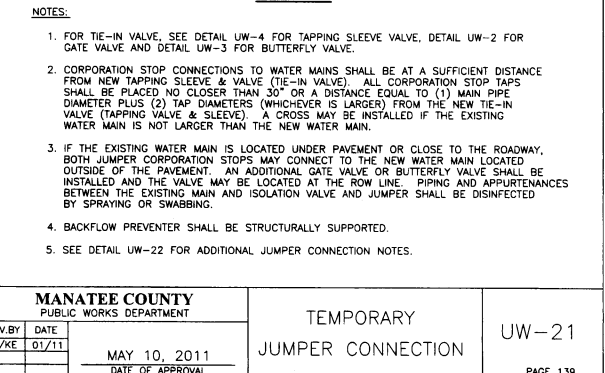 NOTES:
1. FOR TIE-IN VALVE, SEE DETAIL UW-4 FOR TAPPING SLEEVE VALVE, DETAIL UW-2 FOR
GATE VALVE AND DETAIL UW-3 FOR BUTTERFLY VALVE.
2. CORPORATION STOP CONNECTIONS TO WATER MAINS SHALL BE AT A SUFFICIENT DISTANCE
FROM NEW TAPPING SLEEVE & VALVE (TIE-IN VALVE). ALL CORPORATION STOP TAPS
SHALL BE PLACED NO CLOSER THAN 30" OR A DISTANCE EQUAL TO (1) MAIN PIPE
DIAMETER PLUS (2) TAP DIAMETERS (WHICHEVER IS LARGER) FROM THE NEW TIE-IN
VALVE (TAPPING VALVE & SLEEVE). A CROSS MAY BE INSTALLED IF THE EXISTING
WATER MAIN IS NOT LARGER THAN THE NEW WATER MAIN.
3. IF THE EXISTING WATER MAIN IS LOCATED UNDER PAVEMENT OR CLOSE TO THE ROADWAY,
BOTH JUMPER CORPORATION STOPS MAY CONNECT TO THE NEW WATER MAIN LOCATED
OUTSIDE OF THE PAVEMENT. AN ADDITIONAL GATE VALVE OR BUTTERFLY VALVE SHALL BE
INSTALLED AND THE VALVE MAY BE LOCATED AT THE ROW LINE. PIPING AND APPURTENANCES
BETWEEN THE EXISTING MAIN AND ISOLATION VALVE AND JUMPER SHALL BE DISINFECTED
BY SPRAYING OR SWABBING.
4. BACKFLOW PREVENTER SHALL BE STRUCTURALLY SUPPORTED.
5. SEE DETAIL UW-22 FOR ADDITIONAL JUMPER CONNECTION NOTES.
MANATEE COUNTY
PUBLIC WORKS DEPARTMENT
V.BY DATE
/KE 01/11
MAY 10, 2011
DATE OF APPROVAL
TEMPORARY
JUMPER CONNECTION
UW-21
PAGE 139